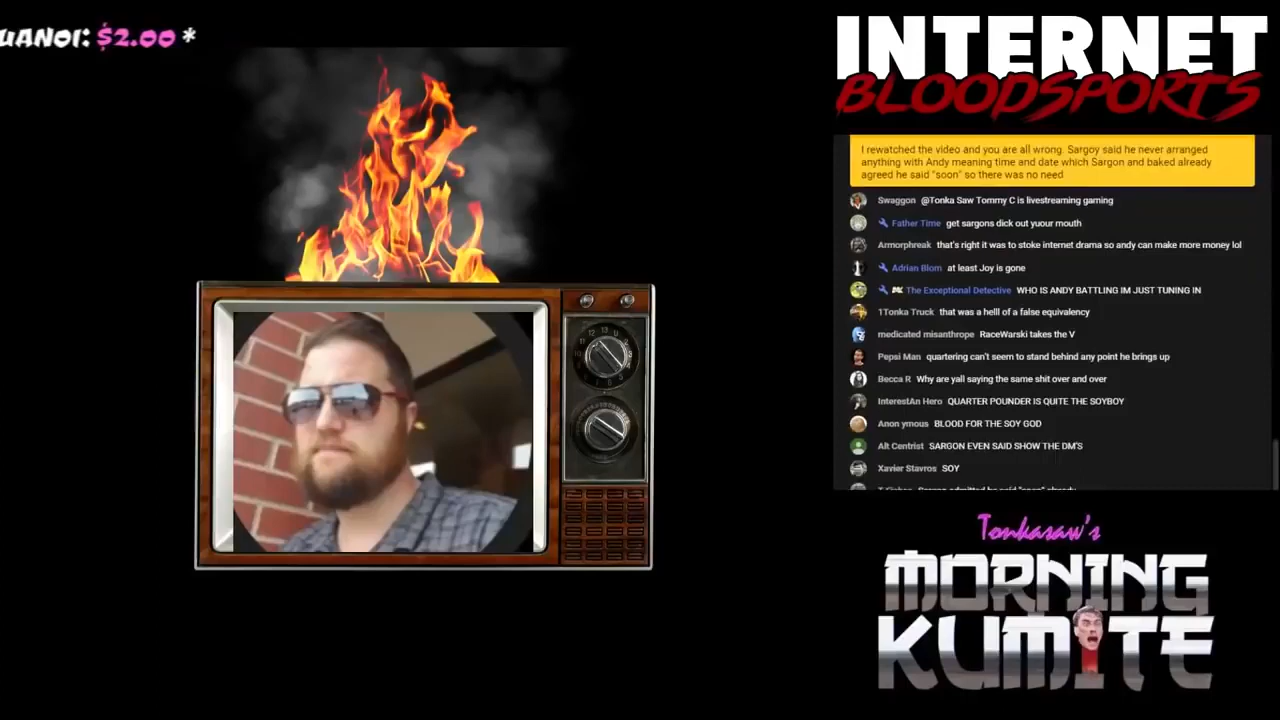 UANOI: $2.00 *
INTERNET
BLOODSPORTS
I rewatched the video and you are all wrong. Sargoy said he never arranged
anything with Andy meaning time and date which Sargon and baked already
agreed he said "soon" so there was no need
Swaggon @Tonka Saw Tommy C is livestreaming gaming
Father Time get sargons dick out yuour mouth
Armorphreak that's right it was to stoke internet drama so andy can make more money lol
Adrian Blom at least Joy is gone
The Exceptional Detective WHO IS ANDY BATTLING IM JUST TUNING IN
1Tonka Truck that was a helll of a false equivalency
medicated misanthrope RaceWarski takes the V
Pepsi Man quartering can't seem to stand behind any point he brings up
Becca R Why are yall saying the same shit over and over
InterestAn Hero QUARTER POUNDER IS QUITE THE SOYBOY
Anon ymous BLOOD FOR THE SOY GOD
Alt Centrist SARGON EVEN SAID SHOW THE DM'S
Xavier Stavros SOY
Sargon admitted he said "soon" already
Tonkasaw's
MORNING
KUMITE